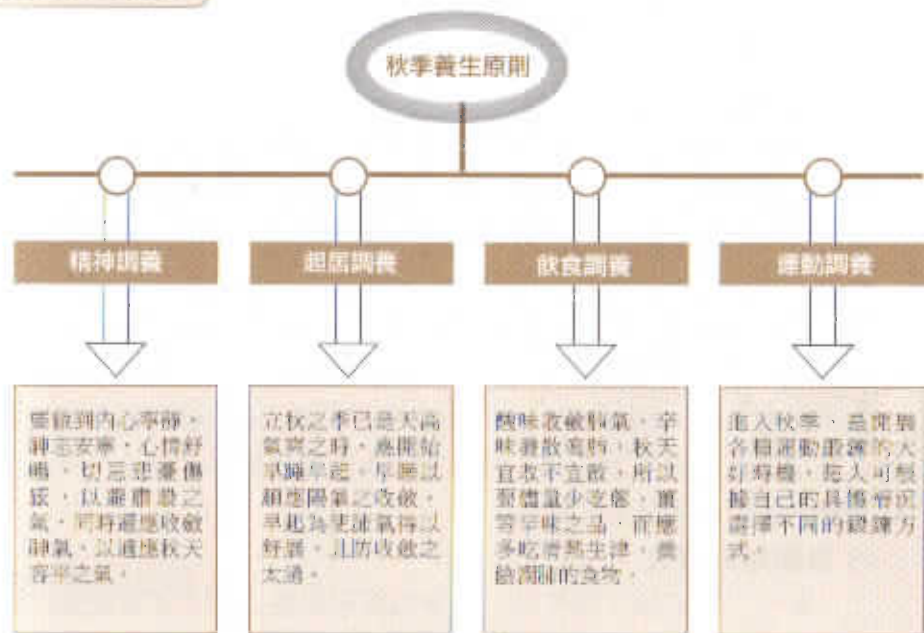 秋季養生原則
精神調養
起居調養
飲食調養
運動調養
要做到內心寧靜,
神志安寧,心情舒
暢,切忌悲憂傷
感,以避肅殺之
氣,同時還應收斂
神氣,以適應秋天
容平之氣。
立秋之季已是天高
氣爽之時,應開始
早睡早起,早睡以
順應陽氣之收斂,
早起為使肺氣得以
舒展,且防收斂之
太過。
酸味收斂肺氣,辛
味發散瀉肺,秋天
宜收不宜散,所以
要儘量少吃蔥、薑
等辛味之品,而應
多吃滋陰生津、
潤肺的食物。
進入秋季,是開展
各種運動鍛鍊的大
好時機,
據自己的具體情況
選擇不同的鍛鍊方
式。